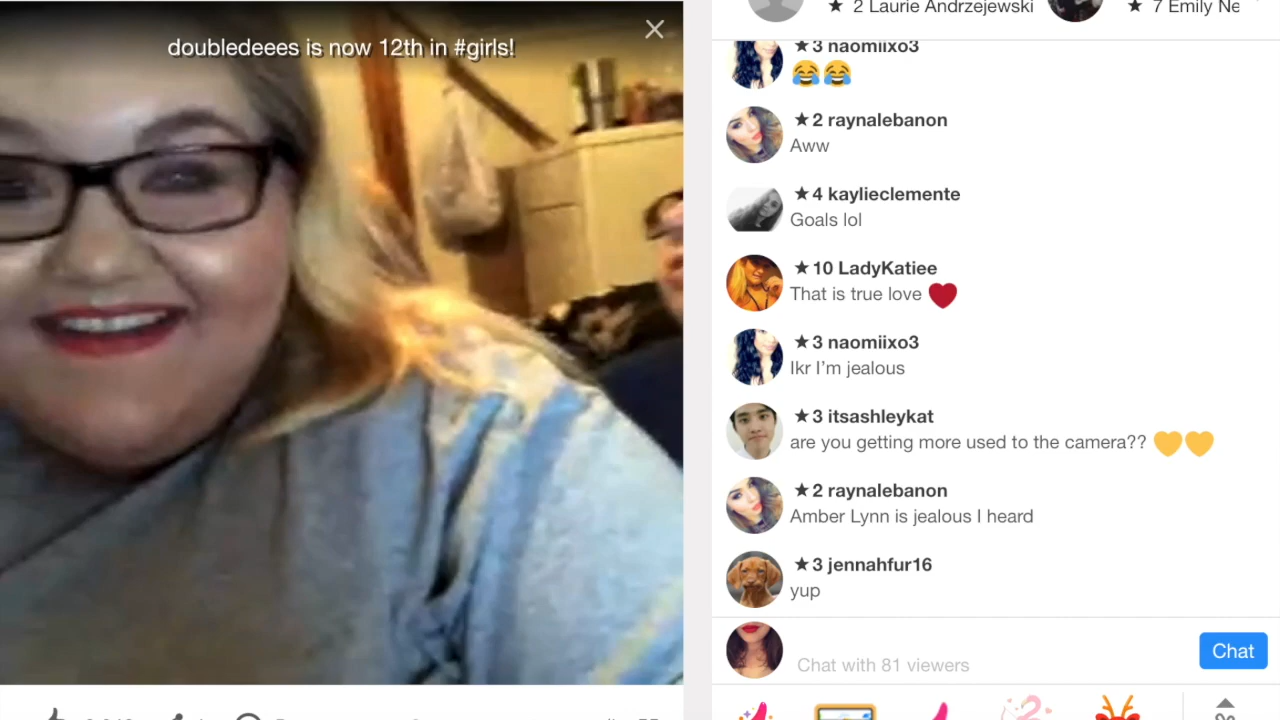 doubledeees is now 12th in #girls!
★ 2 Laurie Andrzejewski ★ 7 Emily Ne
★3 naomiixo3
😂😂
★2 raynalebanon
Aww
★4 kaylieclemente
Goals lol
★10 LadyKatiee
That is true love ❤
★3 naomiixo3
Ikr I'm jealous
★3 itsashleykat
are you getting more used to the camera?? 💛💛
★2 raynalebanon
Amber Lynn is jealous I heard
★3 jennahfur16
yup
Chat with 81 viewers
Chat